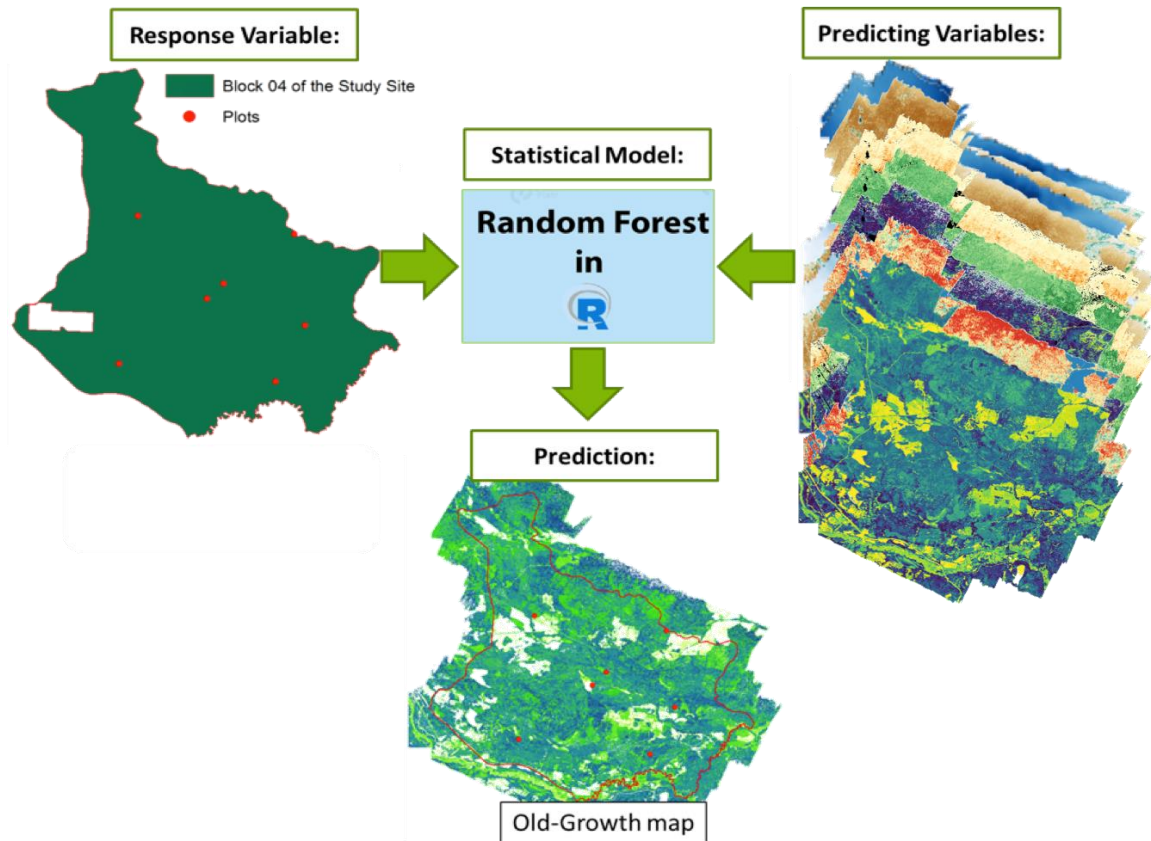 Response Variable:
Block 04 of the Study Site
Plots
Predicting Variables:
Statistical Model:
Random Forest
in
R
Prediction:
Old-Growth map